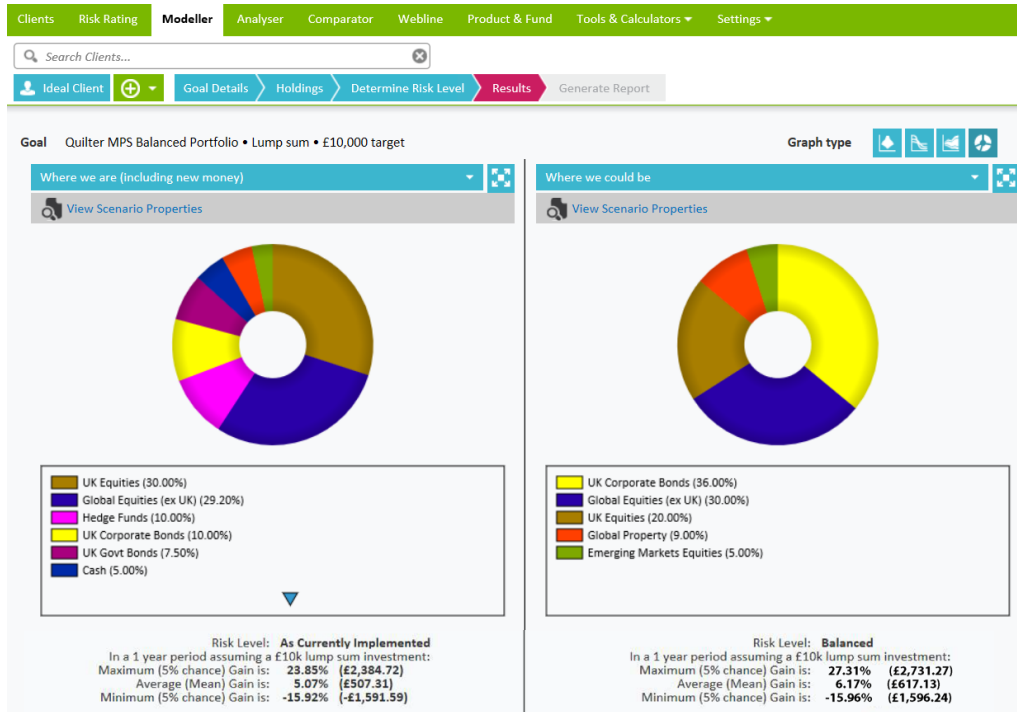 Clients Risk Rating Modeller Analyser Comparator Webline Product & Fund Tools & Calculators Settings
Search Clients...
Ideal Client Goal Details Holdings Determine Risk Level Results Generate Report
Goal Quilter MPS Balanced Portfolio • Lump sum • £10,000 target Graph type
Where we are (including new money)
View Scenario Properties
UK Equities (30.00%)
Global Equities (ex UK) (29.20%)
Hedge Funds (10.00%)
UK Corporate Bonds (10.00%)
UK Govt Bonds (7.50%)
Cash (5.00%)
Risk Level: As Currently Implemented
In a 1 year period assuming a £10k lump sum investment:
Maximum (5% chance) Gain is: 23.85% (£2,384.72)
Average (Mean) Gain is: 5.07% (£507.31)
Minimum (5% chance) Gain is: -15.92% (-£1,591.59)
Where we could be
View Scenario Properties
UK Corporate Bonds (36.00%)
Global Equities (ex UK) (30.00%)
UK Equities (20.00%)
Global Property (9.00%)
Emerging Markets Equities (5.00%)
Risk Level: Balanced
In a 1 year period assuming a £10k lump sum investment:
Maximum (5% chance) Gain is: 27.31% (£2,731.27)
Average (Mean) Gain is: 6.17% (£617.13)
Minimum (5% chance) Gain is: -15.96% (£1,596.24)